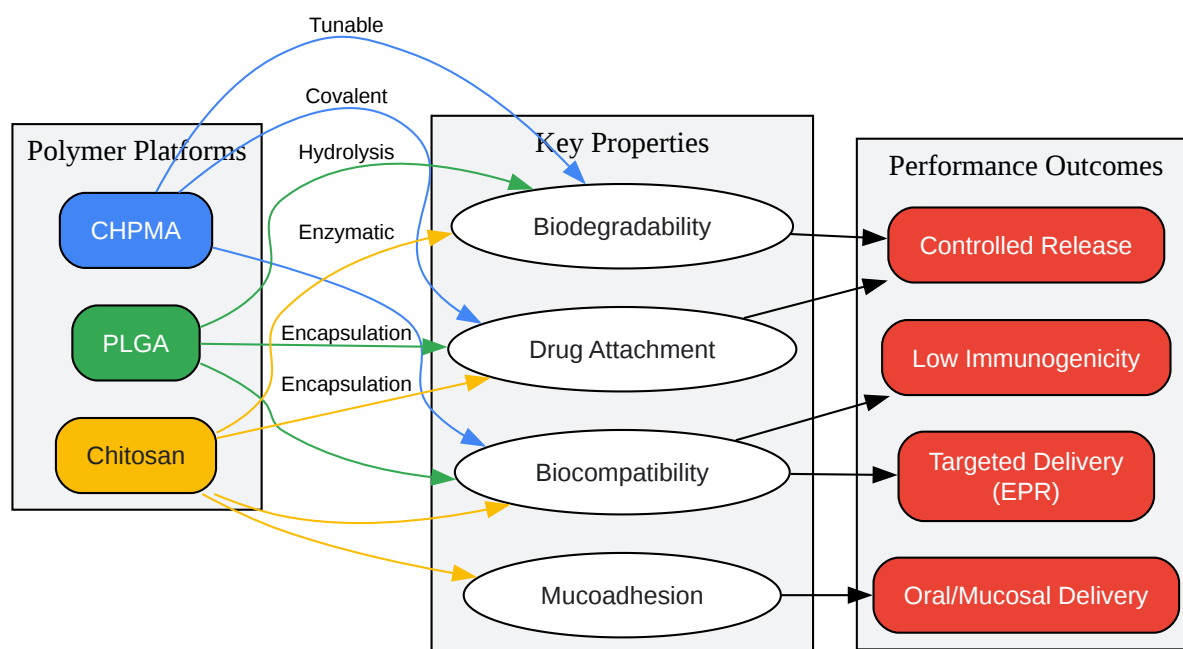 Tunable
Covalent
Polymer Platforms
Key Properties
Performance Outcomes
Hydrolysis
CHPMA
Enzymatic
Biodegradability
Controlled Release
PLGA
Encapsulation
Drug Attachment
Low Immunogenicity
Encapsulation
Chitosan
Biocompatibility
Targeted Delivery
(EPR)
Mucoadhesion
Oral/Mucosal Delivery